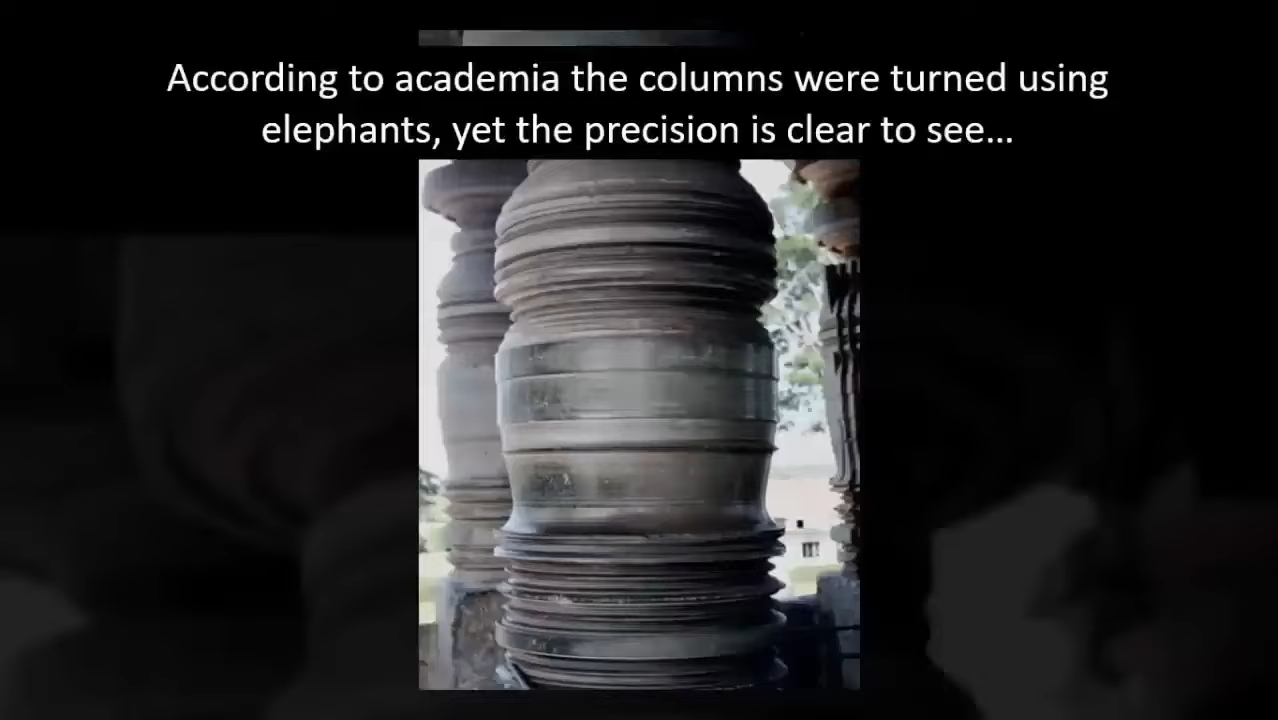 According to academia the columns were turned using
elephants, yet the precision is clear to see...